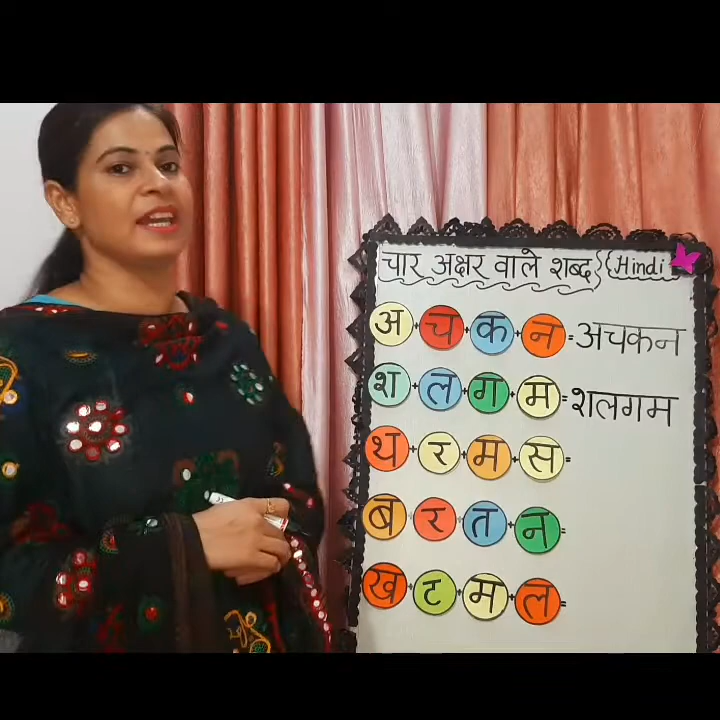 चार अक्षर वाले शब्द (Hindi)
अ+च+क+न=अचकन
श+ल+ग+म=शलगम
थ+र+म+स=
ब+र+त+न=
ख+ट+म+ल=